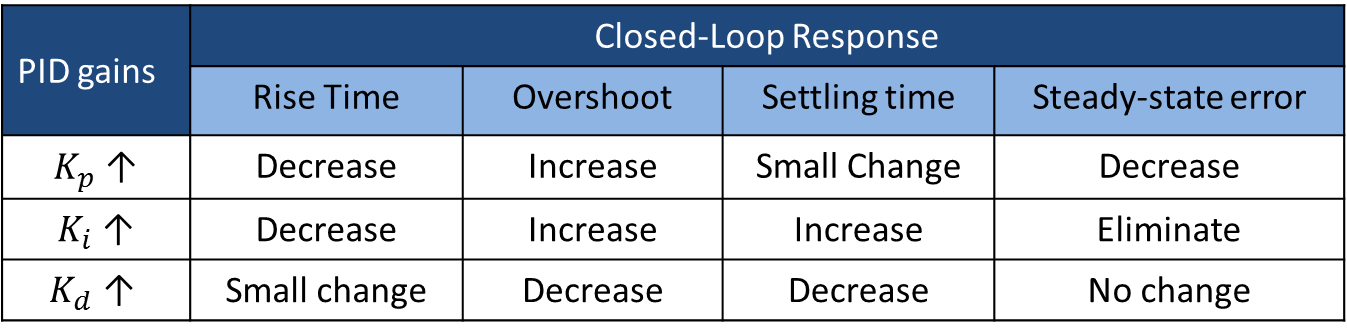 PID gains
Closed-Loop Response
Rise Time Overshoot Settling time Steady-state error
𝐾𝑝 ↑ Decrease Increase Small Change Decrease
𝐾𝑖 ↑ Decrease Increase Increase Eliminate
𝐾𝑑 ↑ Small change Decrease Decrease No change